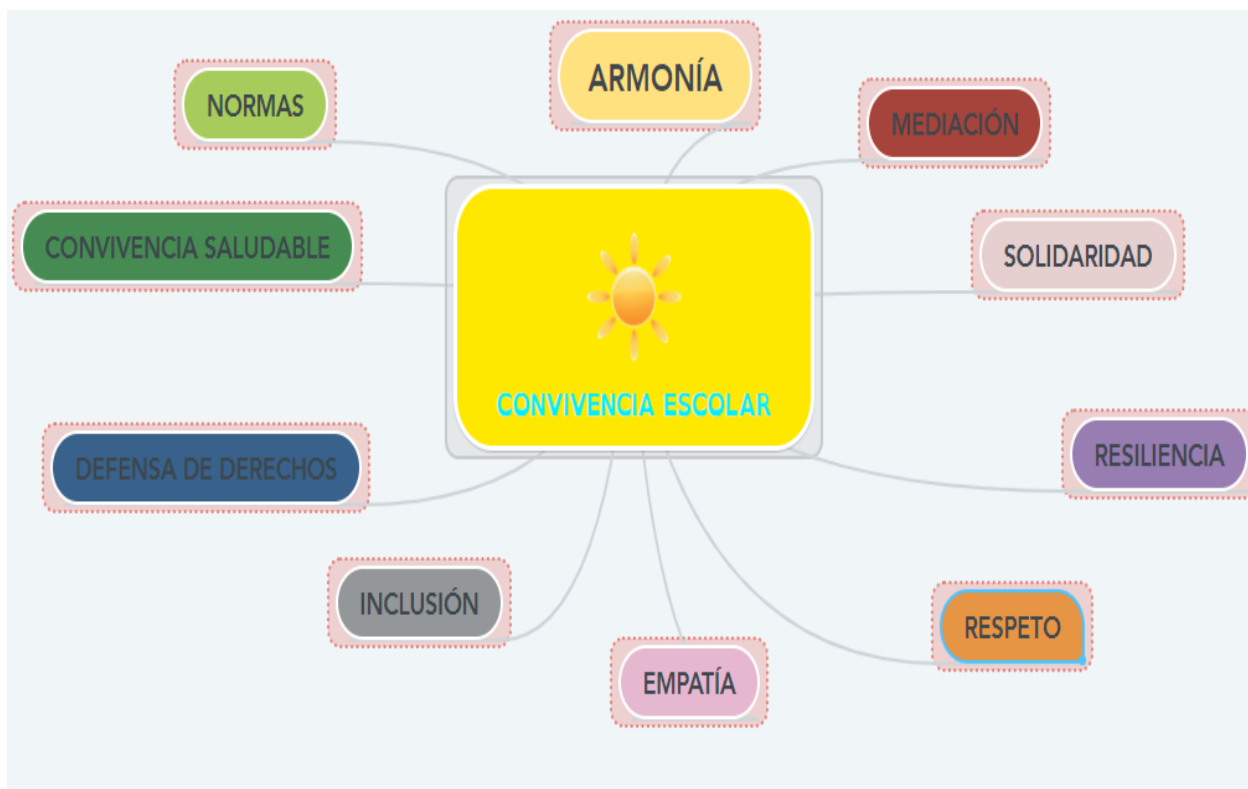 ARMONÍA
NORMAS
MEDIACIÓN
CONVIVENCIA SALUDABLE
SOLIDARIDAD
CONVIVENCIA ESCOLAR
DEFENSA DE DERECHOS
RESILIENCIA
INCLUSIÓN
RESPETO
EMPATÍA